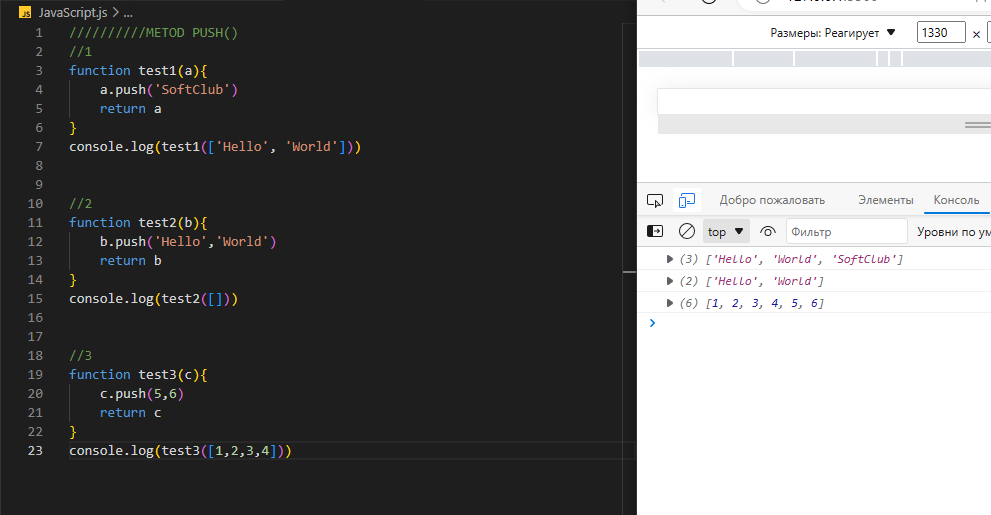 JavaScript.js > ...
1 //////////METOD PUSH()
2 //1
3 function test1(a){
4 a.push('SoftClub')
5 return a
6 }
7 console.log(test1(['Hello', 'World']))
8
9
10 //2
11 function test2(b){
12 b.push('Hello','World')
13 return b
14 }
15 console.log(test2([]))
16
17
18 //3
19 function test3(c){
20 c.push(5,6)
21 return c
22 }
23 console.log(test3([1,2,3,4]))
Размеры: Реагирует ▼ 1330 ×
Добро пожаловать Элементы Консоль
top ▼ Фильтр Уровни по ум
▶ (3) ['Hello', 'World', 'SoftClub']
▶ (2) ['Hello', 'World']
▶ (6) [1, 2, 3, 4, 5, 6]
>